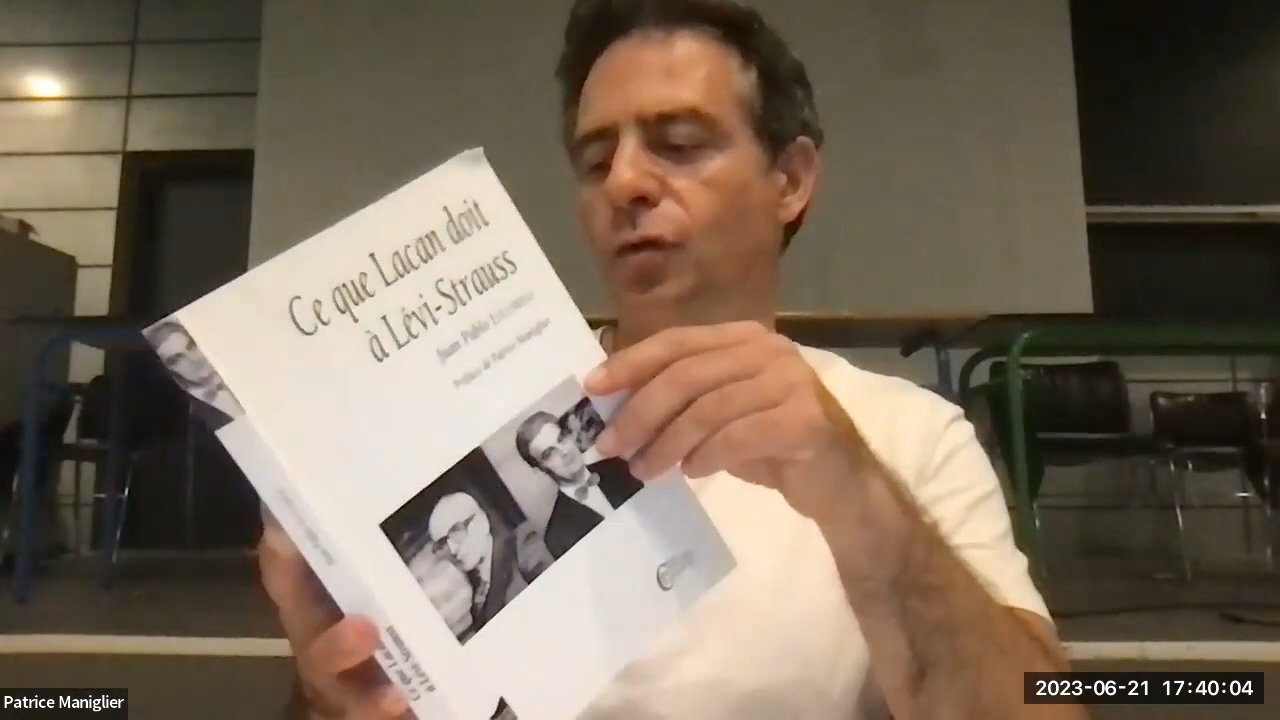 Ce que Lacan doit
à Lévi-Strauss
Juan Pablo
Préface de Patrice Maniglier
Patrice Maniglier
2023-06-21 17:40:04